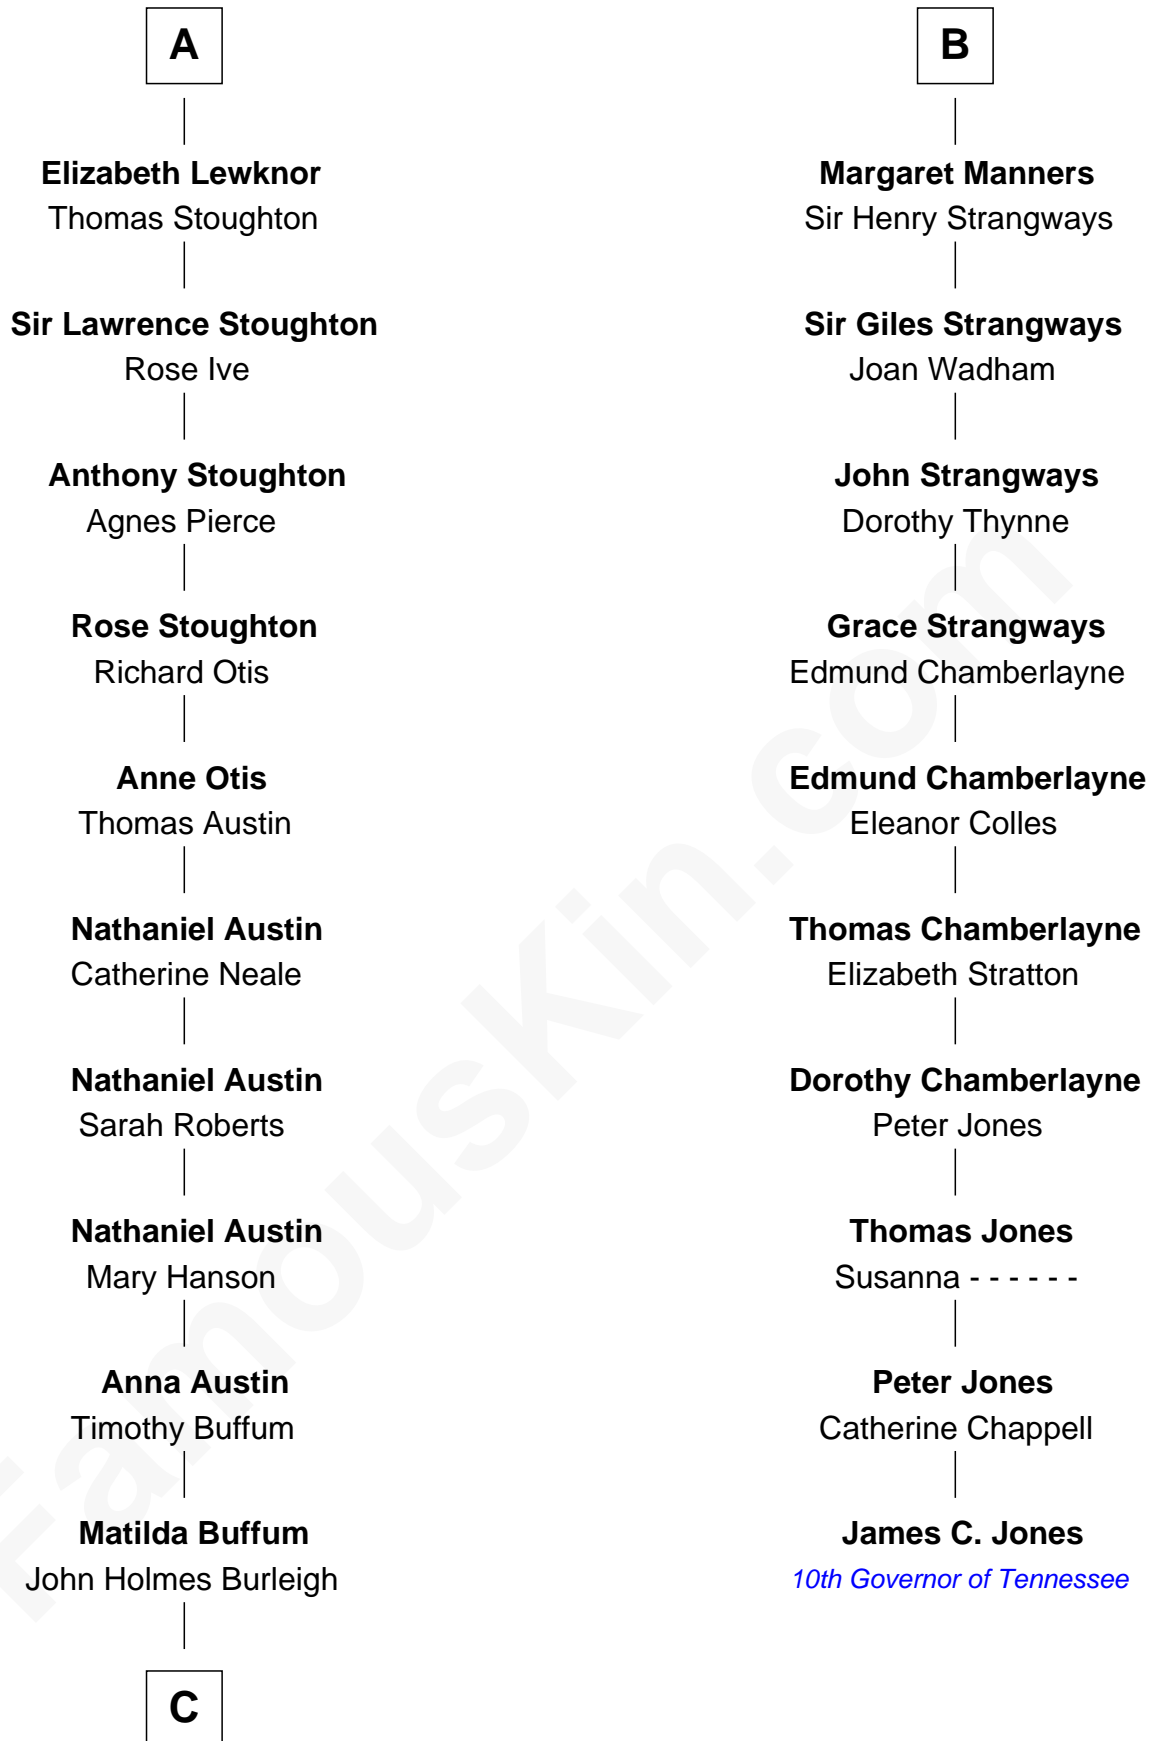 A
Elizabeth Lewknor
Thomas Stoughton
Sir Lawrence Stoughton
Rose Ive
Anthony Stoughton
Agnes Pierce
Rose Stoughton
Richard Otis
Anne Otis
Thomas Austin
Nathaniel Austin
Catherine Neale
Nathaniel Austin
Sarah Roberts
Nathaniel Austin
Mary Hanson
Anna Austin
Timothy Buffum
Matilda Buffum
John Holmes Burleigh
C
B
Margaret Manners
Sir Henry Strangways
Sir Giles Strangways
Joan Wadham
John Strangways
Dorothy Thynne
Grace Strangways
Edmund Chamberlayne
Edmund Chamberlayne
Eleanor Colles
Thomas Chamberlayne
Elizabeth Stratton
Dorothy Chamberlayne
Peter Jones
Thomas Jones
Susanna - - - - - -
Peter Jones
Catherine Chappell
James C. Jones
10th Governor of Tennessee
FamousKin.com